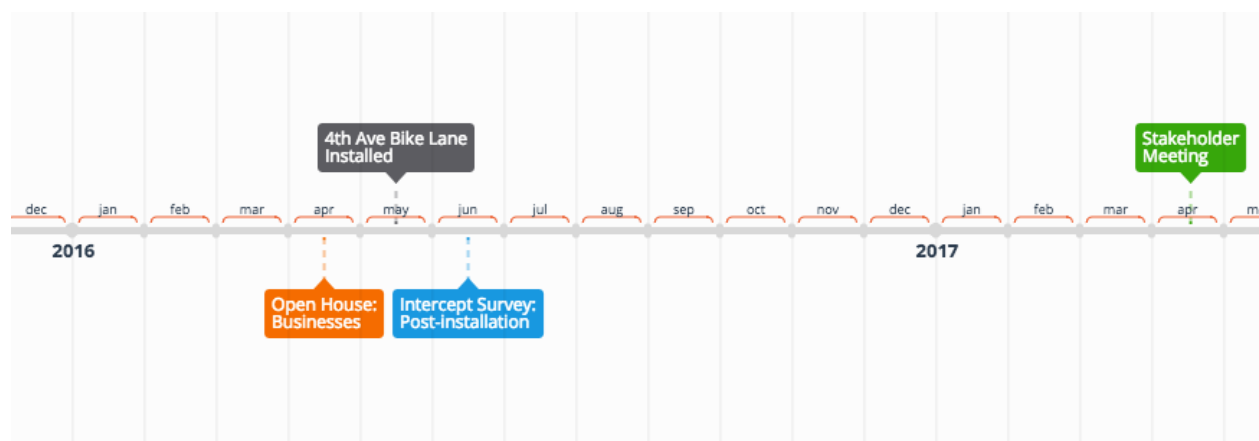 4th Ave Bike Lane
Installed
Stakeholder
Meeting
dec jan feb mar apr may jun jul aug sep oct nov dec jan feb mar apr m
2016 2017
Open House:
Businesses
Intercept Survey:
Post-installation